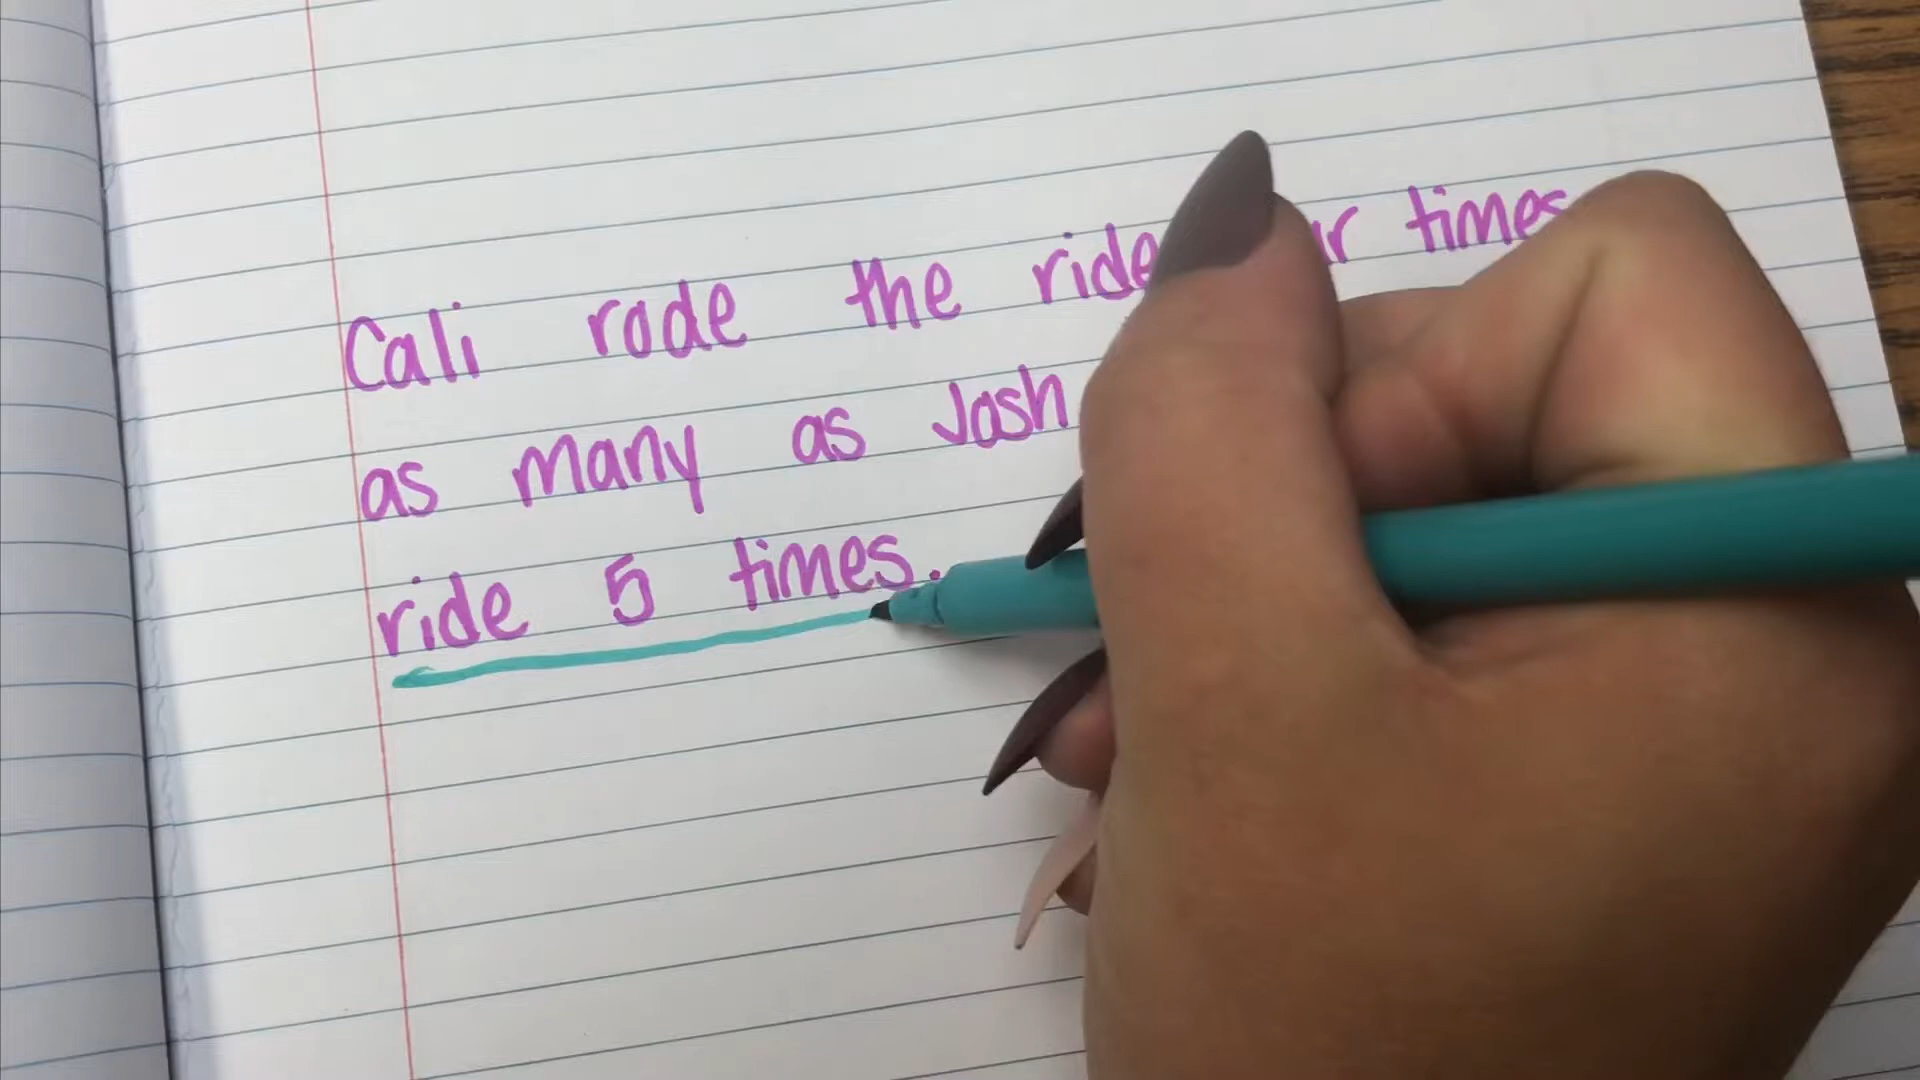 Cali rode the ride times
as many as Josh
ride 5 times.